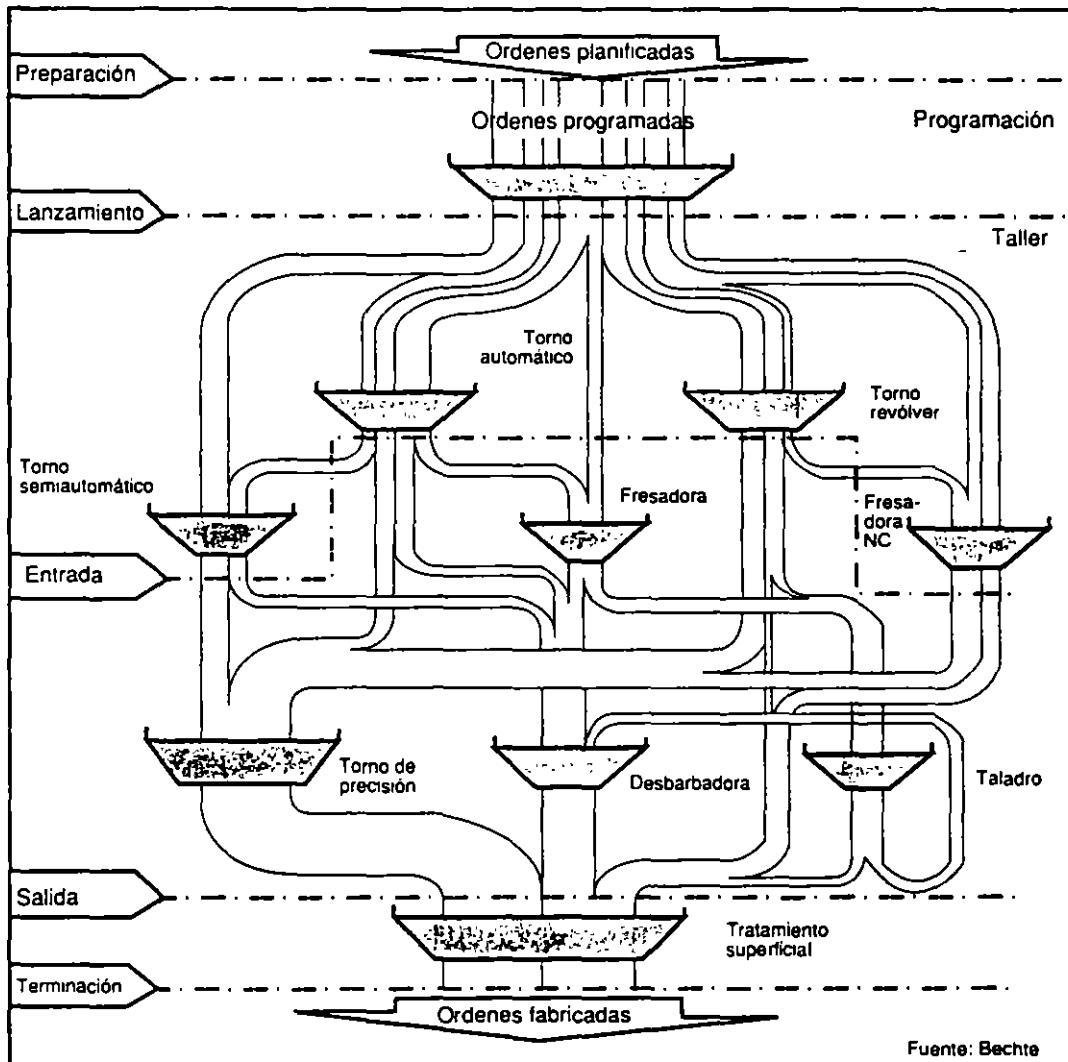 Ordenes planificadas
Preparación
Ordenes programadas
Programación
Lanzamiento
Taller
Torno
automático
Torno
revólver
Torno
semiautomático
Fresadora
Fresa-
dora
NC
Entrada
Torno de
precisión
Desbarbadora
Taladro
Salida
Tratamiento
superficial
Terminación
Ordenes fabricadas
Fuente: Bechte